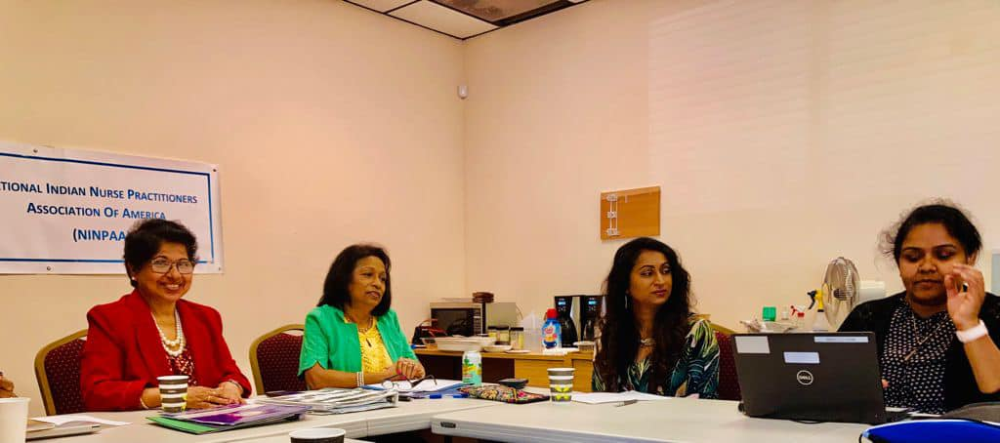 TIONAL INDIAN NURSE PRACTITIONERS
ASSOCIATION OF AMERICA
(NINPAA
DELL